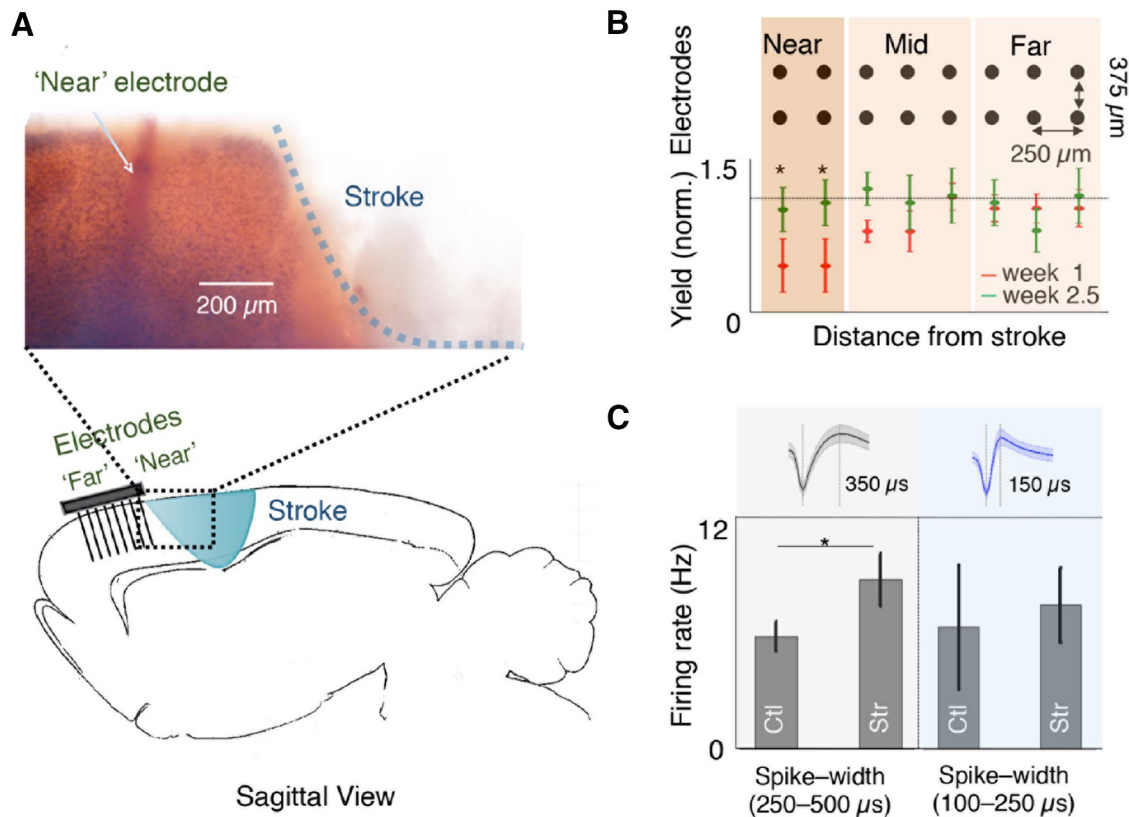 A
'Near' electrode
Stroke
200 µm
Electrodes
'Far' 'Near'
Stroke
Sagittal View
B
Electrodes
Near Mid Far
375 µm
250 µm
Yield (norm.)
1.5
* *
week 1
week 2.5
0
Distance from stroke
C
350 µs
150 µs
Firing rate (Hz)
12
*
Ctl
Str
Ctl
Str
0
Spike–width
(250–500 µs)
Spike–width
(100–250 µs)